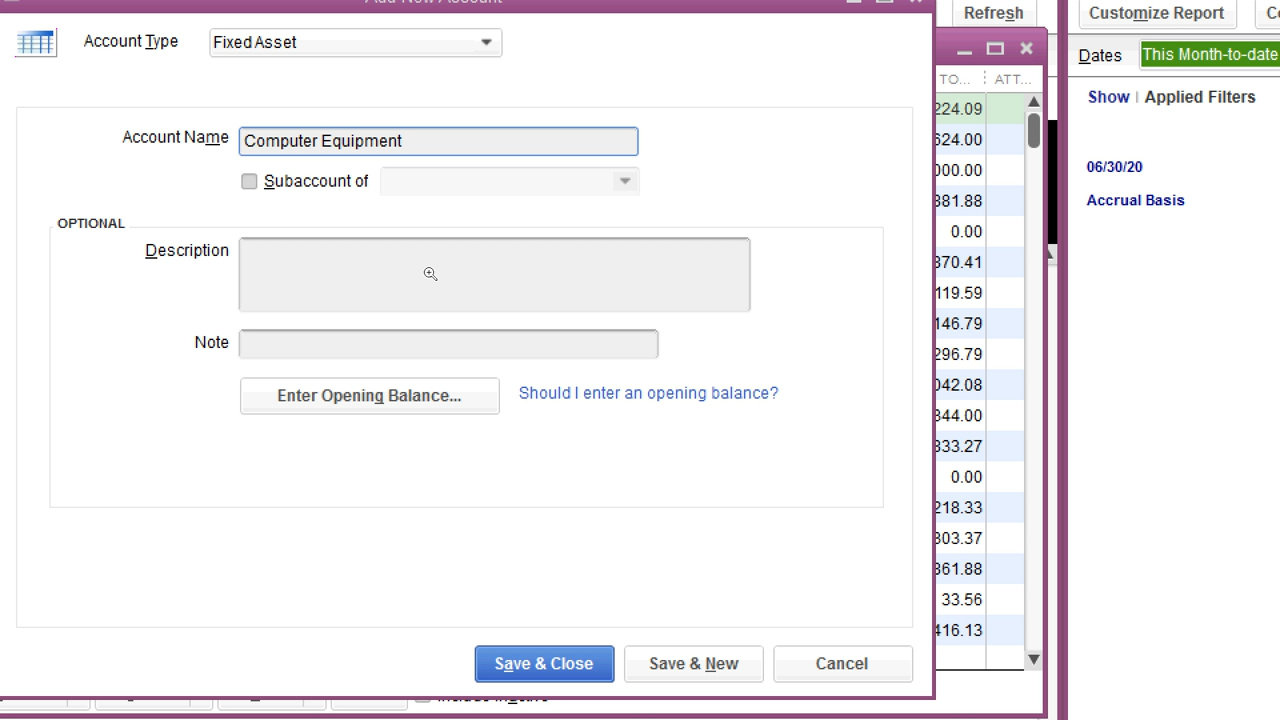 Add New Account
Account Type
Fixed Asset
Account Name
Computer Equipment
Subaccount of
OPTIONAL
Description
Note
Enter Opening Balance...
Should I enter an opening balance?
Save & Close
Save & New
Cancel
Refresh
TO...
ATT...
224.09
624.00
000.00
381.88
0.00
370.41
119.59
146.79
296.79
042.08
344.00
333.27
0.00
218.33
303.37
361.88
33.56
416.13
Customize Report
Dates
This Month-to-date
Show | Applied Filters
06/30/20
Accrual Basis